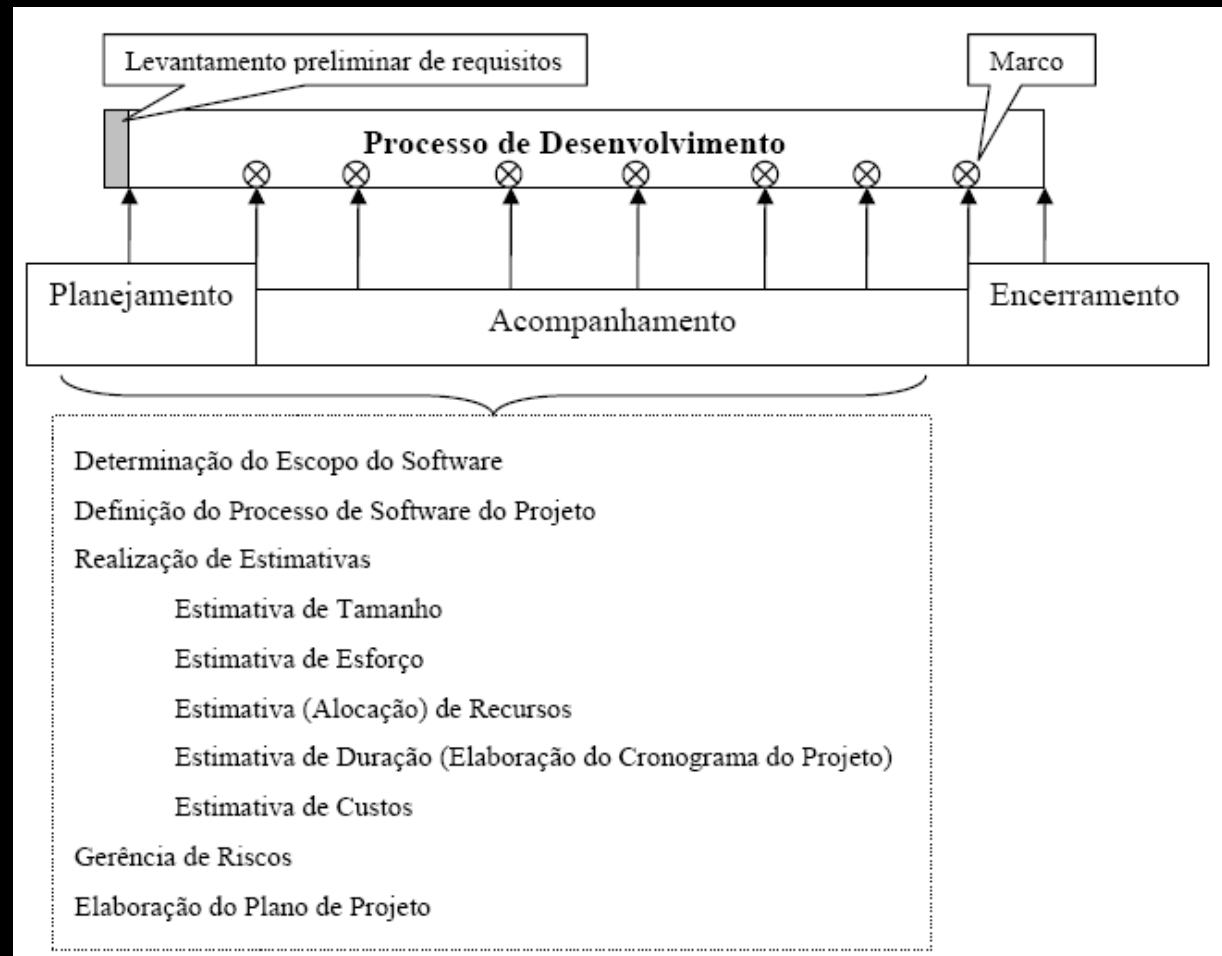 Levantamento preliminar de requisitos
Marco
Processo de Desenvolvimento
Planejamento
Acompanhamento
Encerramento
Determinação do Escopo do Software
Definição do Processo de Software do Projeto
Realização de Estimativas
Estimativa de Tamanho
Estimativa de Esforço
Estimativa (Alocação) de Recursos
Estimativa de Duração (Elaboração do Cronograma do Projeto)
Estimativa de Custos
Gerência de Riscos
Elaboração do Plano de Projeto